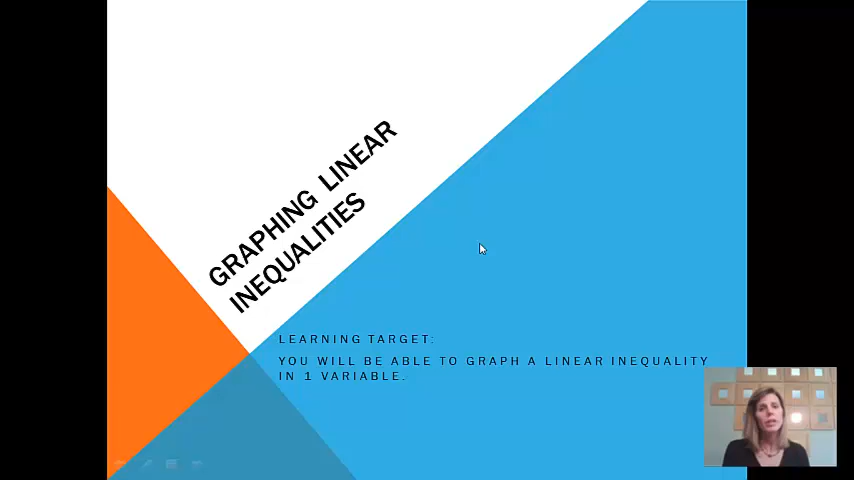 GRAPHING LINEAR
INEQUALITIES
LEARNING TARGET:
YOU WILL BE ABLE TO GRAPH A LINEAR INEQUALITY
IN 1 VARIABLE.